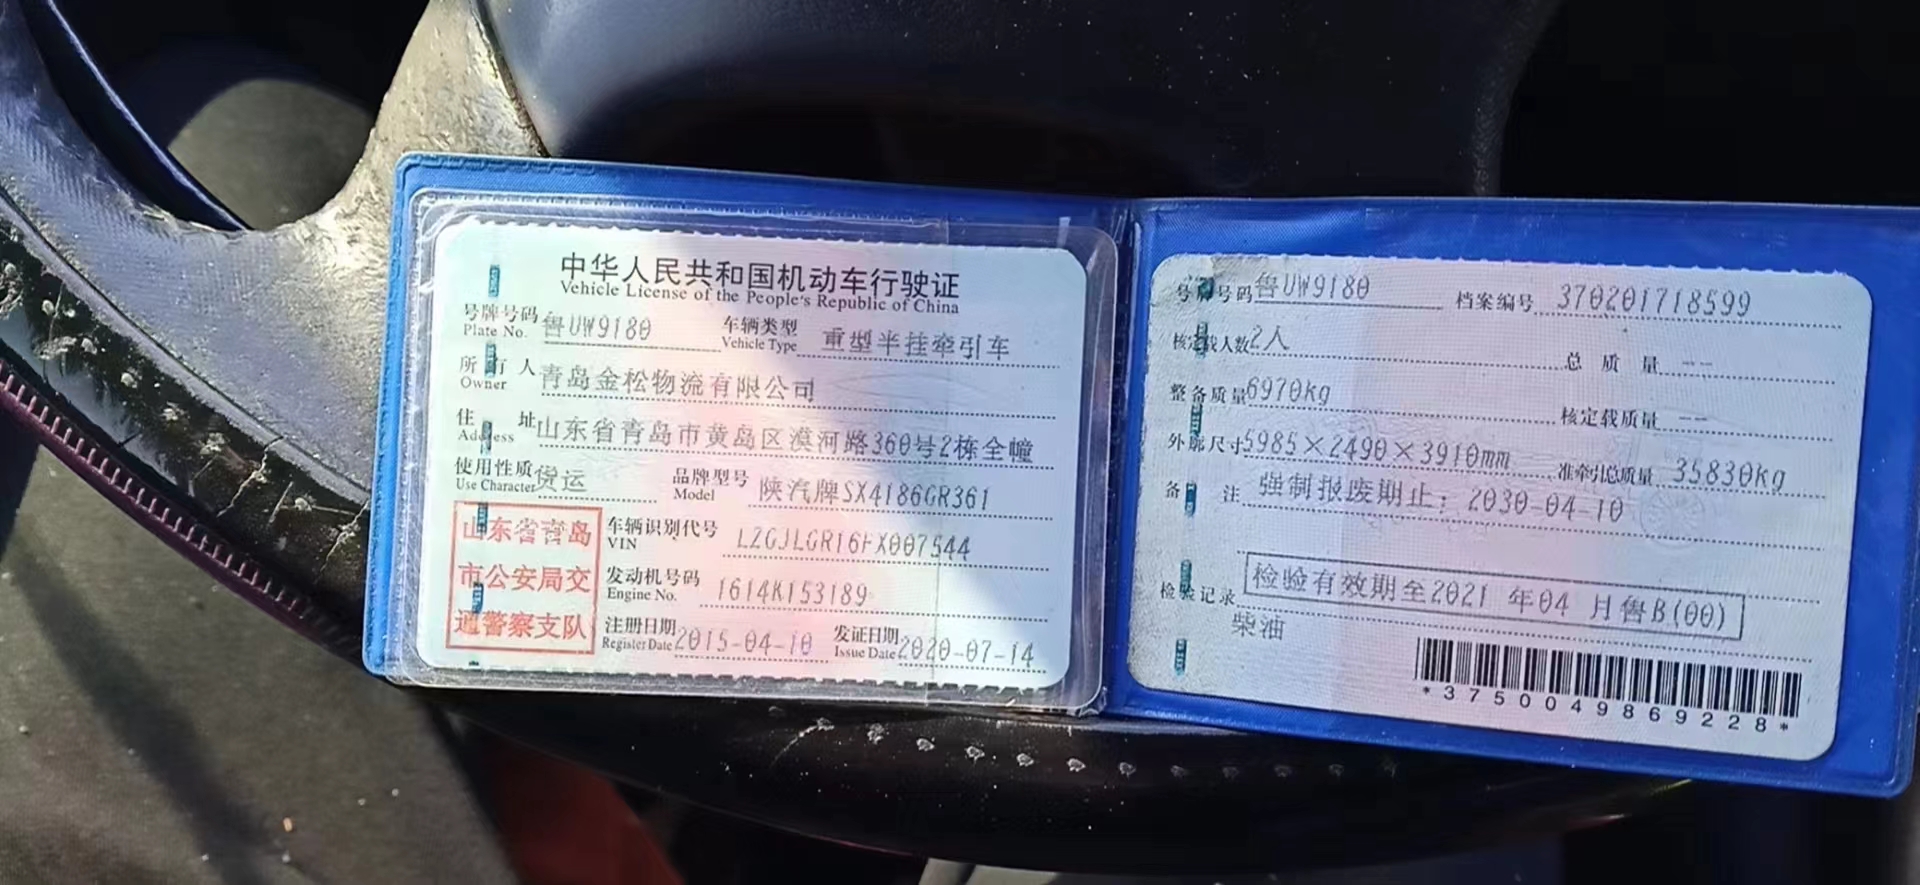 中华人民共和国机动车行驶证
Vehicle License of the People's Republic of China
号牌号码 鲁UW9180 车辆类型 重型半挂牵引车
Plate No. Vehicle Type
所有人 青岛金松物流有限公司
Owner
住址 山东省青岛市黄岛区漠河路360号2栋全幢
Address
使用性质 货运 品牌型号 陕汽牌SX4186GR361
Use Character Model
山东省青岛
市公安局交
通警察支队
车辆识别代号 LZGJLGR16FX007544
VIN
发动机号码 1614K153189
Engine No.
注册日期 2015-04-10 发证日期 2020-07-14
Register Date Issue Date
号牌号码 鲁UW9180 档案编号 370201718599
核定载人数 2人 总质量 --
整备质量 6970kg 核定载质量 --
外廓尺寸 5985×2490×3910mm 准牵引总质量 35830kg
备注 强制报废期止：2030-04-10
检验记录 检验有效期至2021 年04 月鲁B(00)
柴油
*3750049869228*